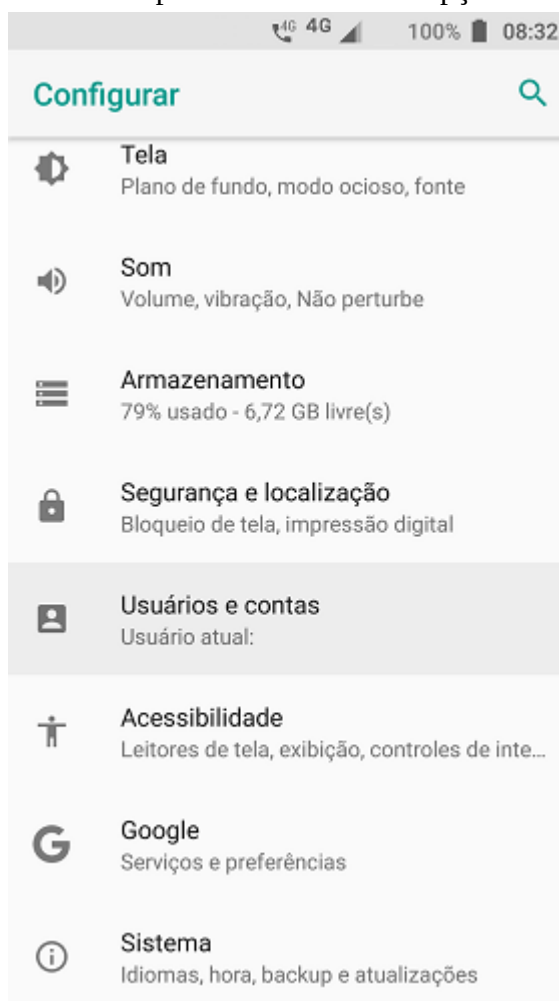 4G 4G 100% 08:32
Configurar
Tela
Plano de fundo, modo ocioso, fonte
Som
Volume, vibração, Não perturbe
Armazenamento
79% usado - 6,72 GB livre(s)
Segurança e localização
Bloqueio de tela, impressão digital
Usuários e contas
Usuário atual:
Acessibilidade
Leitores de tela, exibição, controles de inte...
Google
Serviços e preferências
Sistema
Idiomas, hora, backup e atualizações